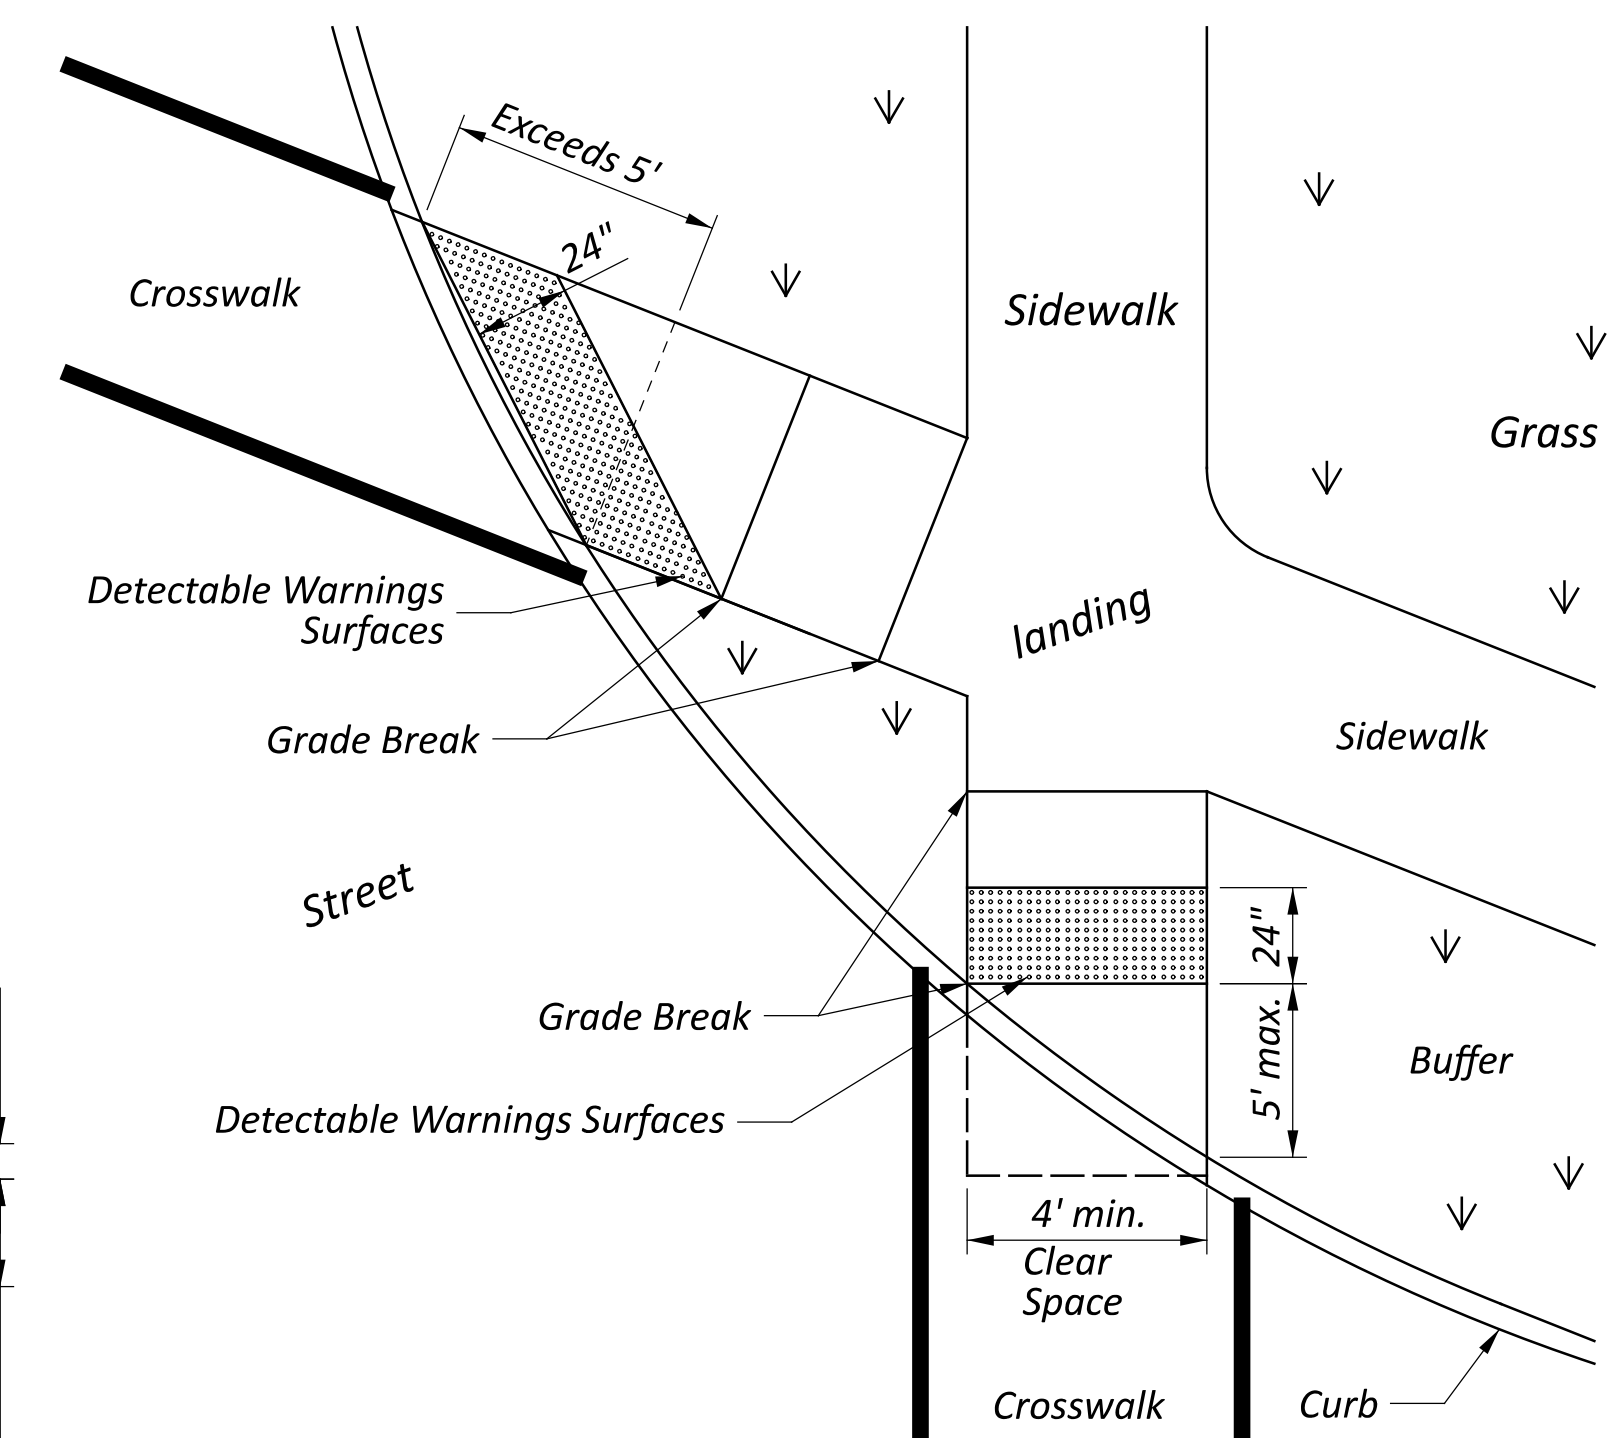 Exceeds 5'
24"
Crosswalk
Sidewalk
Grass
Detectable Warnings
Surfaces
landing
Grade Break
Sidewalk
Street
24"
Grade Break
5' max.
Buffer
Detectable Warnings Surfaces
4' min.
Clear
Space
Crosswalk
Curb